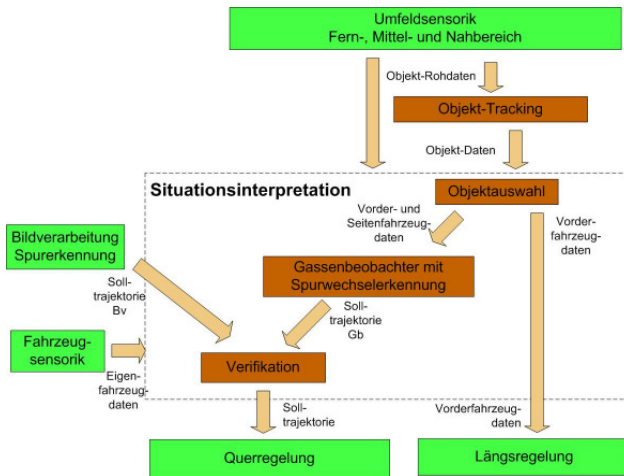 Umfeldsensorik
Fern-, Mittel- und Nahbereich
Objekt-Rohdaten
Objekt-Tracking
Objekt-Daten
Situationsinterpretation
Objektauswahl
Vorder- und
Seitenfahrzeug-
daten
Vorder-
fahrzeug-
daten
Bildverarbeitung
Spurerkennung
Gassenbeobachter mit
Spurwechselerkennung
Soll-
trajektorie
Bv
Soll-
trajektorie
Gb
Fahrzeug-
sensorik
Verifikation
Eigen-
fahrzeug-
daten
Soll-
trajektorie
Vorderfahrzeug-
daten
Querregelung
Längsregelung